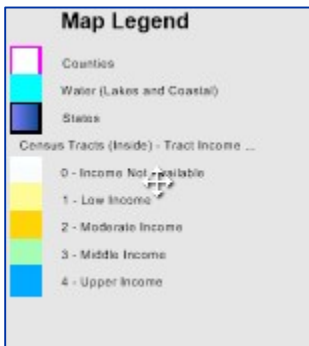 Map Legend
Counties
Water (Lakes and Coastal)
States
Census Tracts (Inside) - Tract Income ...
0 - Income Not Available
1 - Low Income
2 - Moderate Income
3 - Middle Income
4 - Upper Income